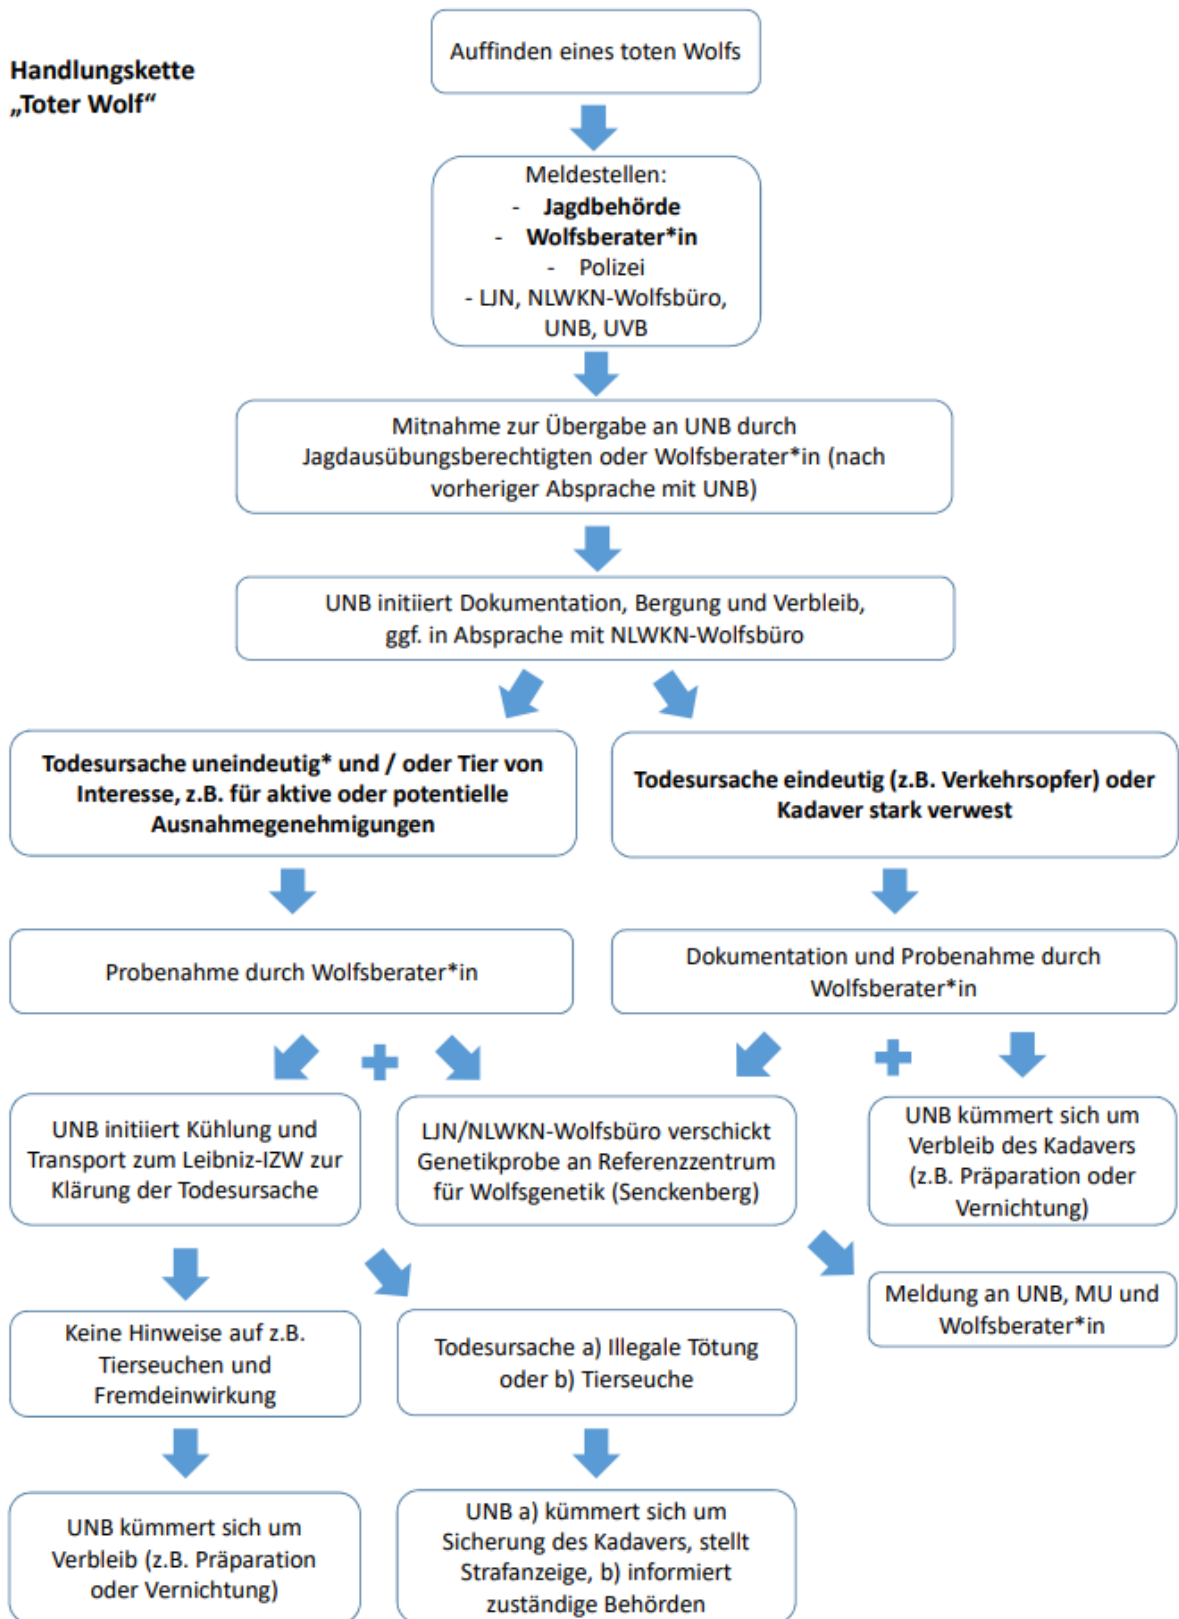 Handlungskette
„Toter Wolf“
Auffinden eines toten Wolfs
Meldestellen:
- Jagdbehörde
- Wolfsberater*in
- Polizei
- LJN, NLWKN-Wolfsbüro,
UNB, UVB
Mitnahme zur Übergabe an UNB durch
Jagdausübungsberechtigten oder Wolfsberater*in (nach
vorheriger Absprache mit UNB)
UNB initiiert Dokumentation, Bergung und Verbleib,
ggf. in Absprache mit NLWKN-Wolfsbüro
Todesursache uneindeutig* und / oder Tier von
Interesse, z.B. für aktive oder potentielle
Ausnahmegenehmigungen
Todesursache eindeutig (z.B. Verkehrsopfer) oder
Kadaver stark verwest
Probenahme durch Wolfsberater*in
Dokumentation und Probenahme durch
Wolfsberater*in
UNB initiiert Kühlung und
Transport zum Leibniz-IZW zur
Klärung der Todesursache
LJN/NLWKN-Wolfsbüro verschickt
Genetikprobe an Referenzzentrum
für Wolfsgenetik (Senckenberg)
UNB kümmert sich um
Verbleib des Kadavers
(z.B. Präparation oder
Vernichtung)
Meldung an UNB, MU und
Wolfsberater*in
Keine Hinweise auf z.B.
Tierseuchen und
Fremdeinwirkung
Todesursache a) Illegale Tötung
oder b) Tierseuche
UNB kümmert sich um
Verbleib (z.B. Präparation
oder Vernichtung)
UNB a) kümmert sich um
Sicherung des Kadavers, stellt
Strafanzeige, b) informiert
zuständige Behörden